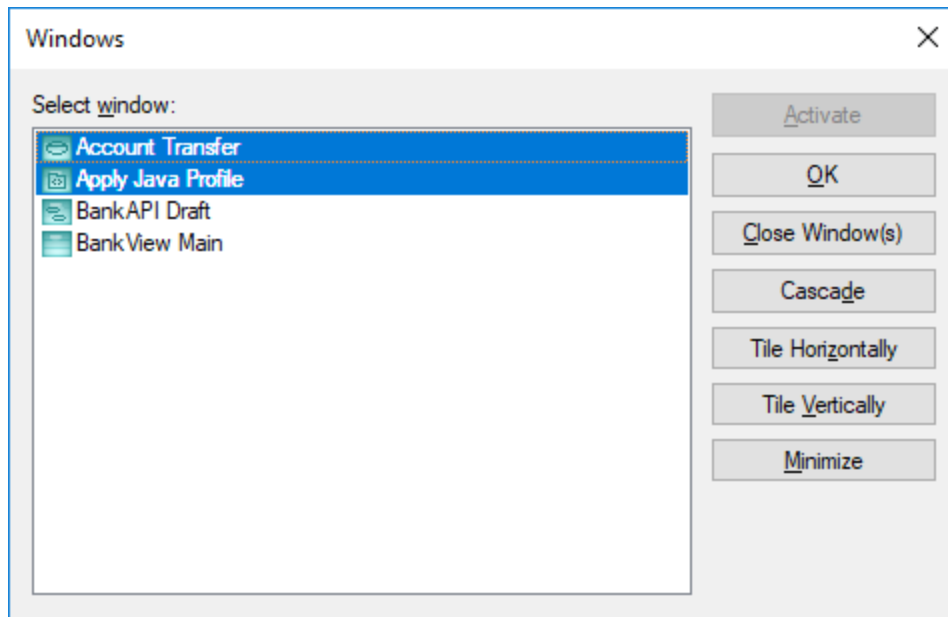 Windows
Select window:
Account Transfer
Apply Java Profile
BankAPI Draft
BankView Main
Activate
OK
Close Window(s)
Cascade
Tile Horizontally
Tile Vertically
Minimize